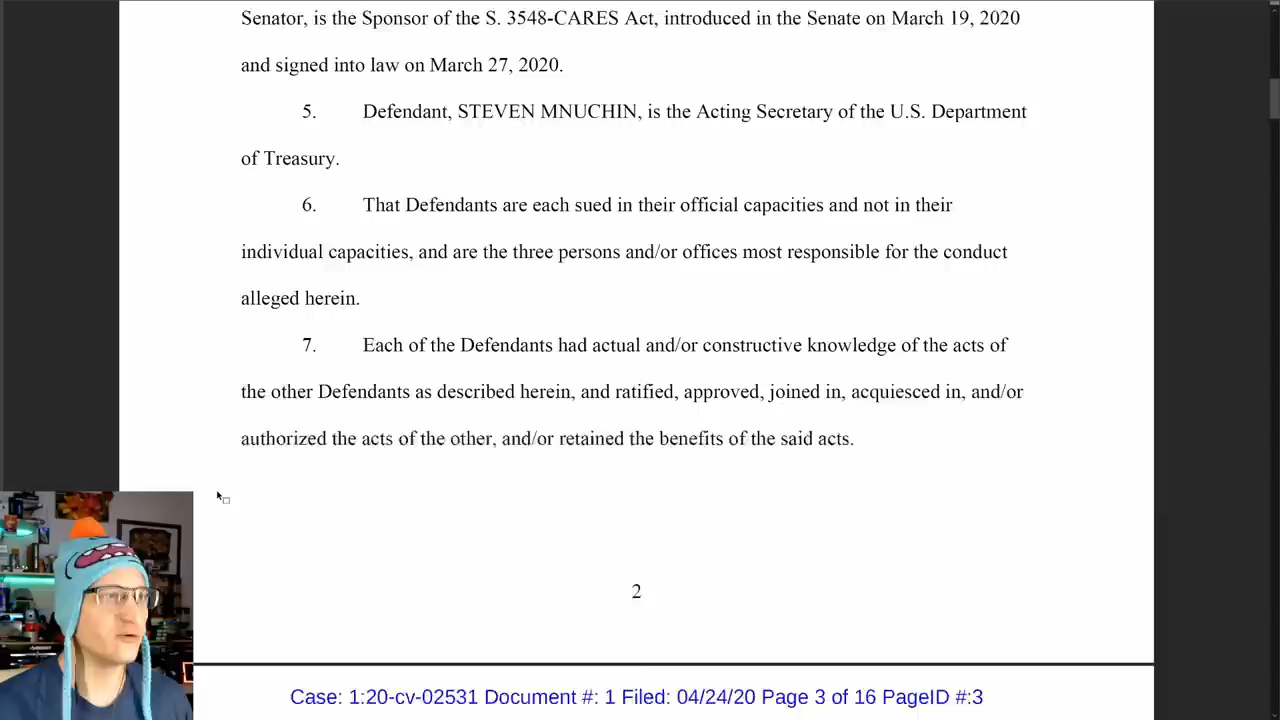 Senator, is the Sponsor of the S. 3548-CARES Act, introduced in the Senate on March 19, 2020
and signed into law on March 27, 2020.
5. Defendant, STEVEN MNUCHIN, is the Acting Secretary of the U.S. Department
of Treasury.
6. That Defendants are each sued in their official capacities and not in their
individual capacities, and are the three persons and/or offices most responsible for the conduct
alleged herein.
7. Each of the Defendants had actual and/or constructive knowledge of the acts of
the other Defendants as described herein, and ratified, approved, joined in, acquiesced in, and/or
authorized the acts of the other, and/or retained the benefits of the said acts.
2
Case: 1:20-cv-02531 Document #: 1 Filed: 04/24/20 Page 3 of 16 PageID #:3